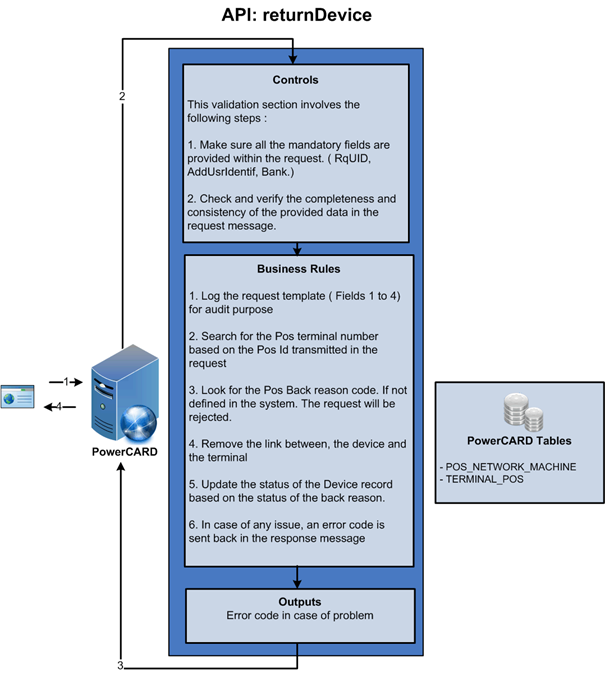 API: returnDevice
2
Controls
This validation section involves the
following steps :
1. Make sure all the mandatory fields are
provided within the request. ( RqUID,
AddUsrIdentif, Bank.)
2. Check and verify the completeness and
consistency of the provided data in the
request message.
Business Rules
1. Log the request template ( Fields 1 to 4)
for audit purpose
2. Search for the Pos terminal number
based on the Pos Id transmitted in the
request
3. Look for the Pos Back reason code. If not
defined in the system. The request will be
rejected.
4. Remove the link between, the device and
the terminal
5. Update the status of the Device record
based on the status of the back reason.
6. In case of any issue, an error code is
sent back in the response message
1
4
PowerCARD
PowerCARD Tables
- POS_NETWORK_MACHINE
- TERMINAL_POS
Outputs
Error code in case of problem
3